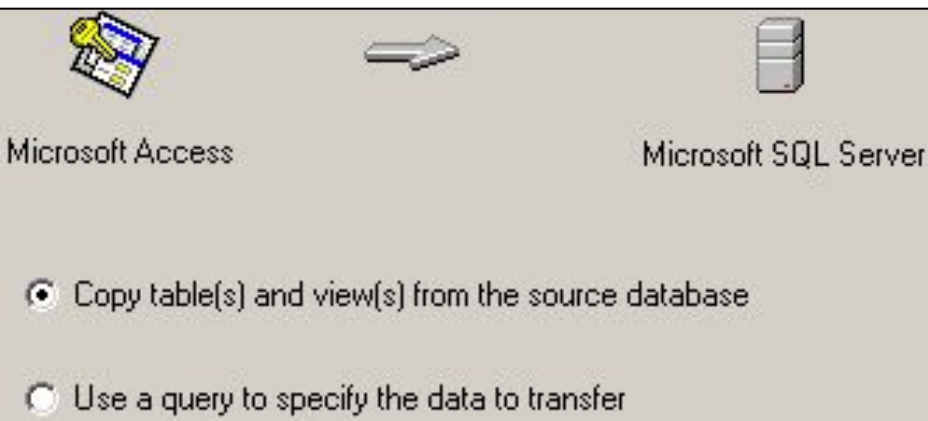 Microsoft Access
Microsoft SQL Server
Copy table(s) and view(s) from the source database
Use a query to specify the data to transfer